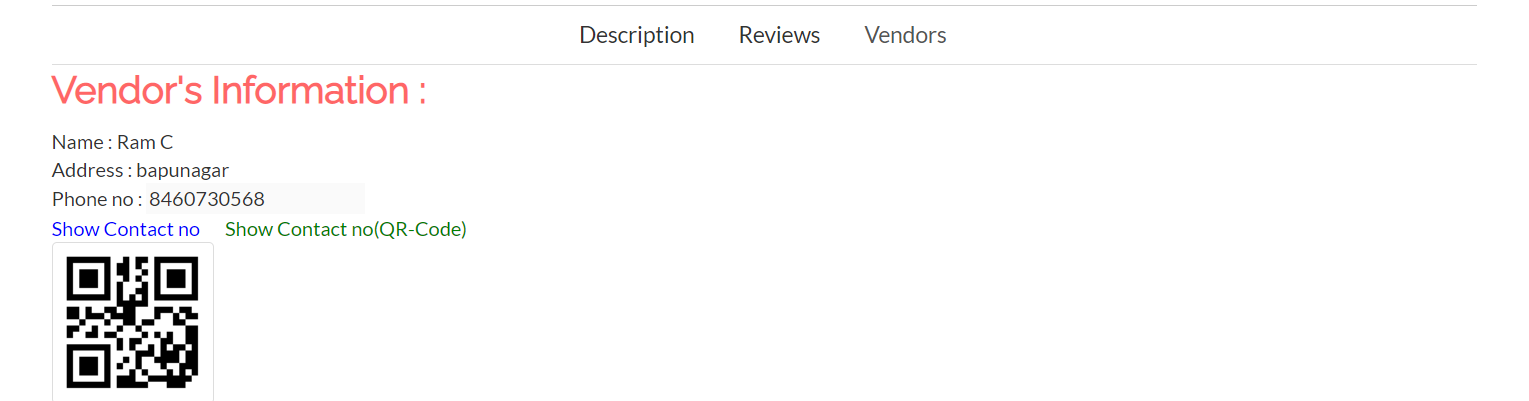 Description Reviews Vendors
Vendor's Information :
Name : Ram C
Address : bapunagar
Phone no : 8460730568
Show Contact no Show Contact no(QR-Code)